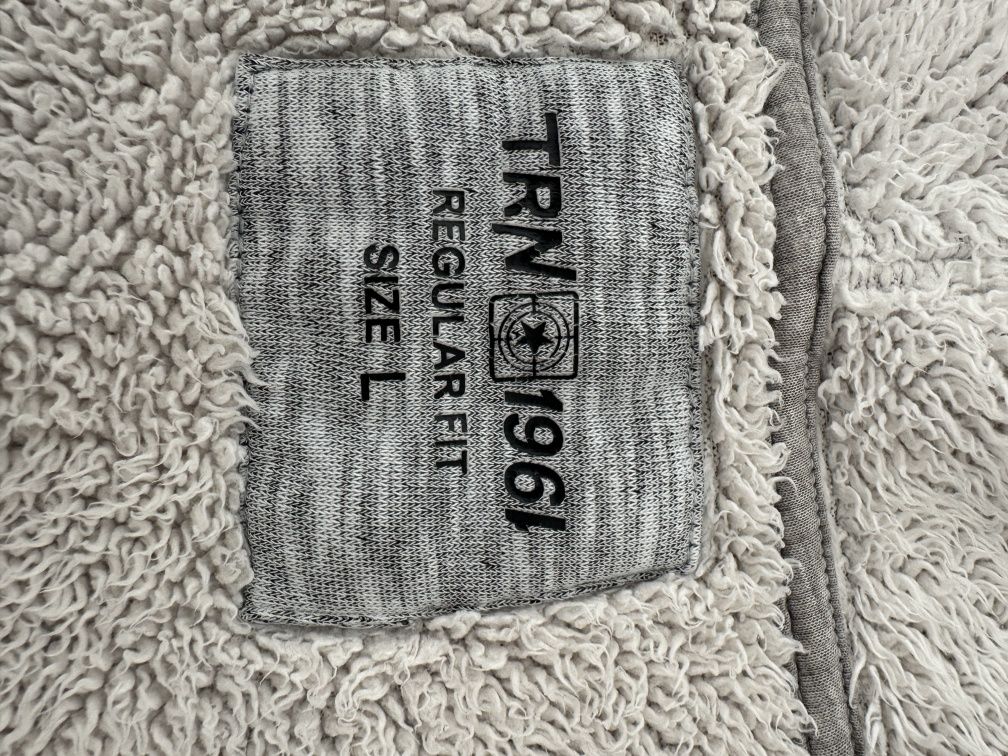 TRN 1961
REGULAR FIT
SIZE L